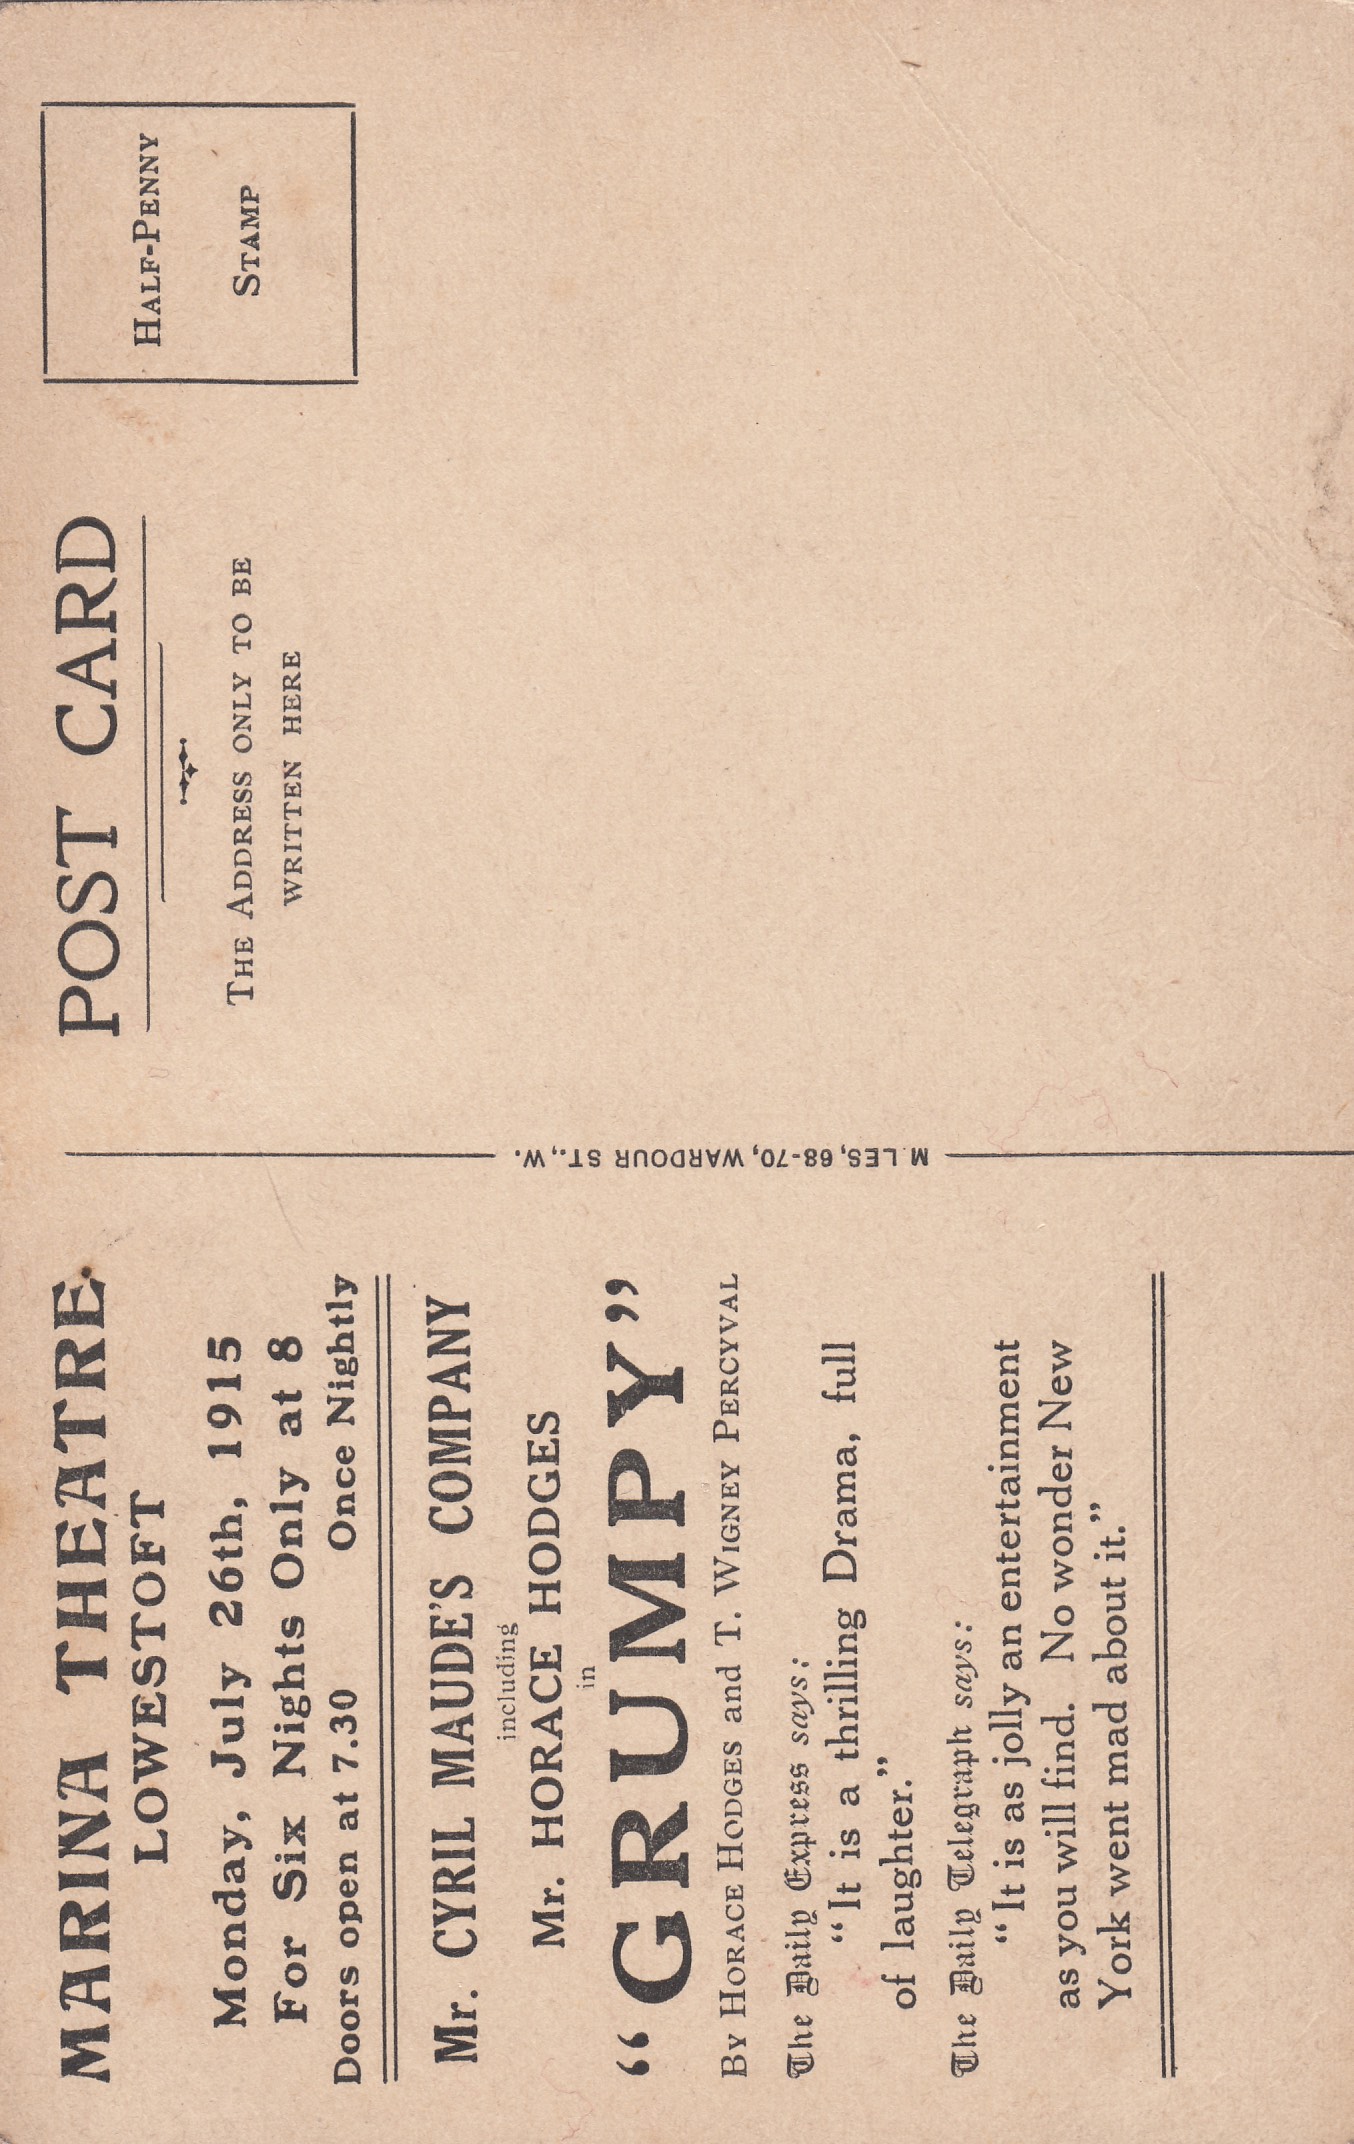 MARINA THEATRE.
LOWESTOFT
Monday, July 26th, 1915
For Six Nights Only at 8
Doors open at 7.30 Once Nightly
Mr. CYRIL MAUDE'S COMPANY
including
Mr. HORACE HODGES
in
“GRUMPY”
BY HORACE HODGES and T. WIGNEY PERCYVAL
The Daily Express says:
“It is a thrilling Drama, full
of laughter.”
The Daily Telegraph says:
“It is as jolly an entertainment
as you will find. No wonder New
York went mad about it.”
M LES, 68-70, WARDOUR ST., W.
POST CARD
THE ADDRESS ONLY TO BE
WRITTEN HERE
HALF-PENNY
STAMP